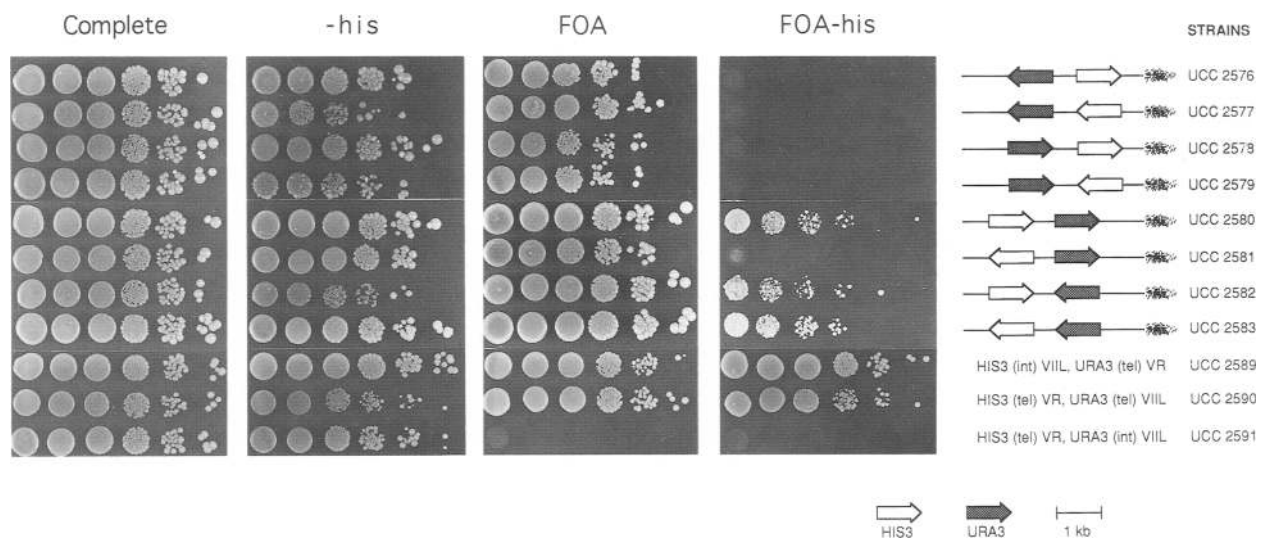 Complete -his FOA FOA-his
STRAINS
UCC 2576
UCC 2577
UCC 2578
UCC 2579
UCC 2580
UCC 2581
UCC 2582
UCC 2583
HIS3 (int) VIIL, URA3 (tel) VR UCC 2589
HIS3 (tel) VR, URA3 (tel) VIIL UCC 2590
HIS3 (tel) VR, URA3 (int) VIIL UCC 2591
HIS3 URA3 1 kb